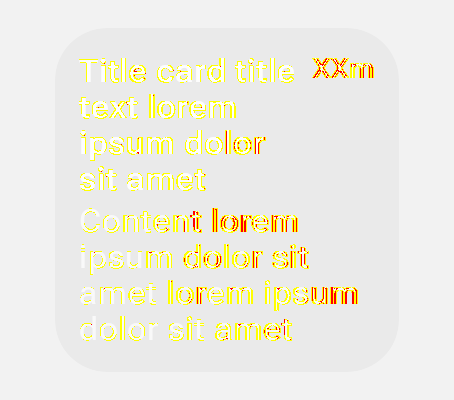 Title card title XXm
text lorem
ipsum dolor
sit amet
Content lorem
ipsum dolor sit
amet lorem ipsum
dolor sit amet